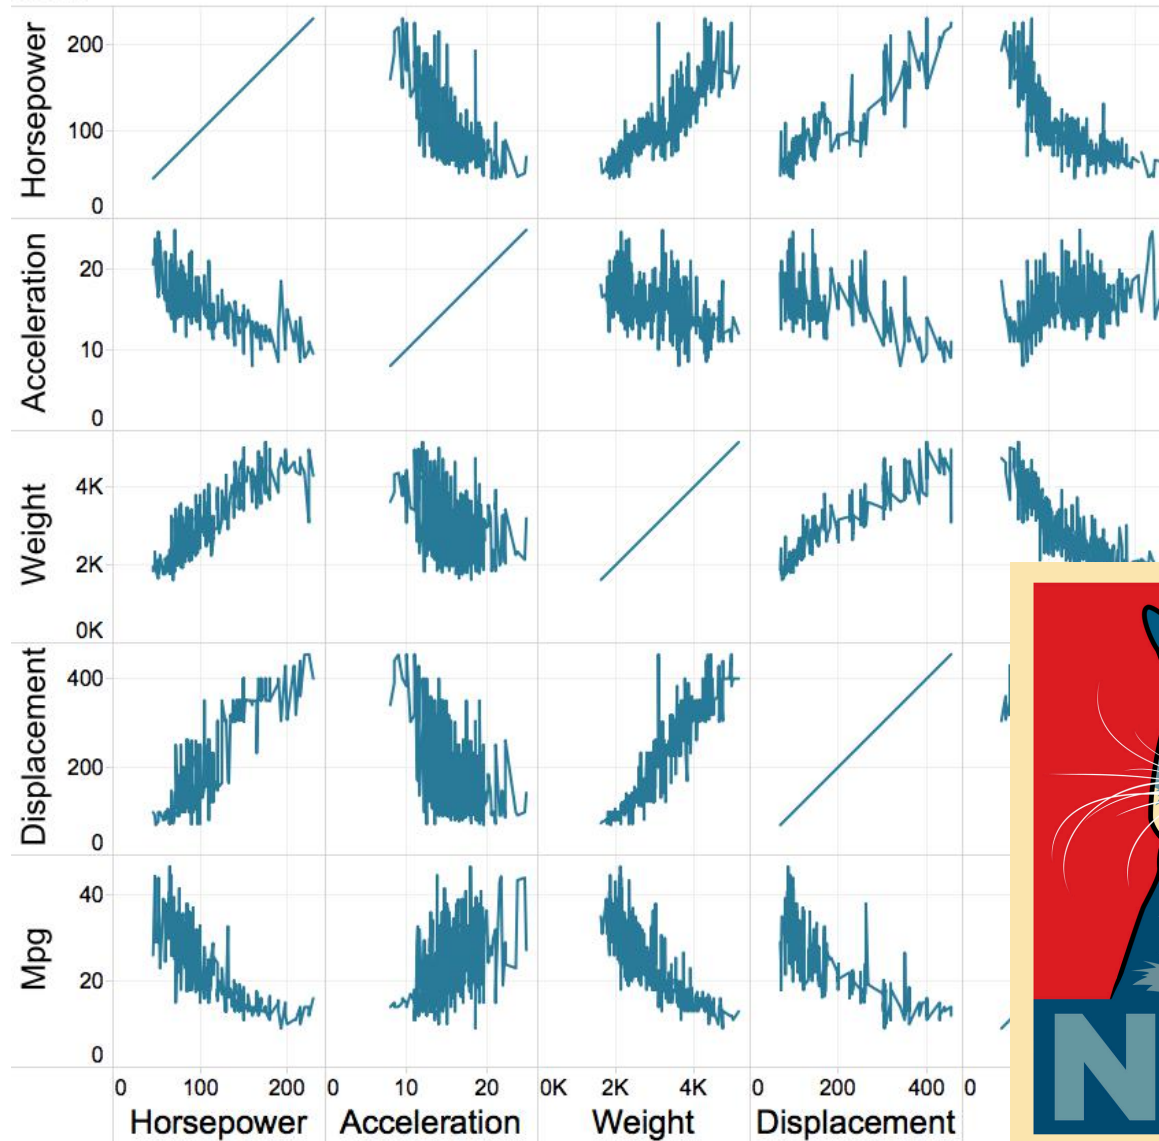 Horsepower
200
100
0
Acceleration
20
10
0
Weight
4K
2K
0K
Displacement
400
200
0
Mpg
40
20
0
0 100 200 0 10 20 0K 2K 4K 0 200 400 0
Horsepower Acceleration Weight Displacement
N